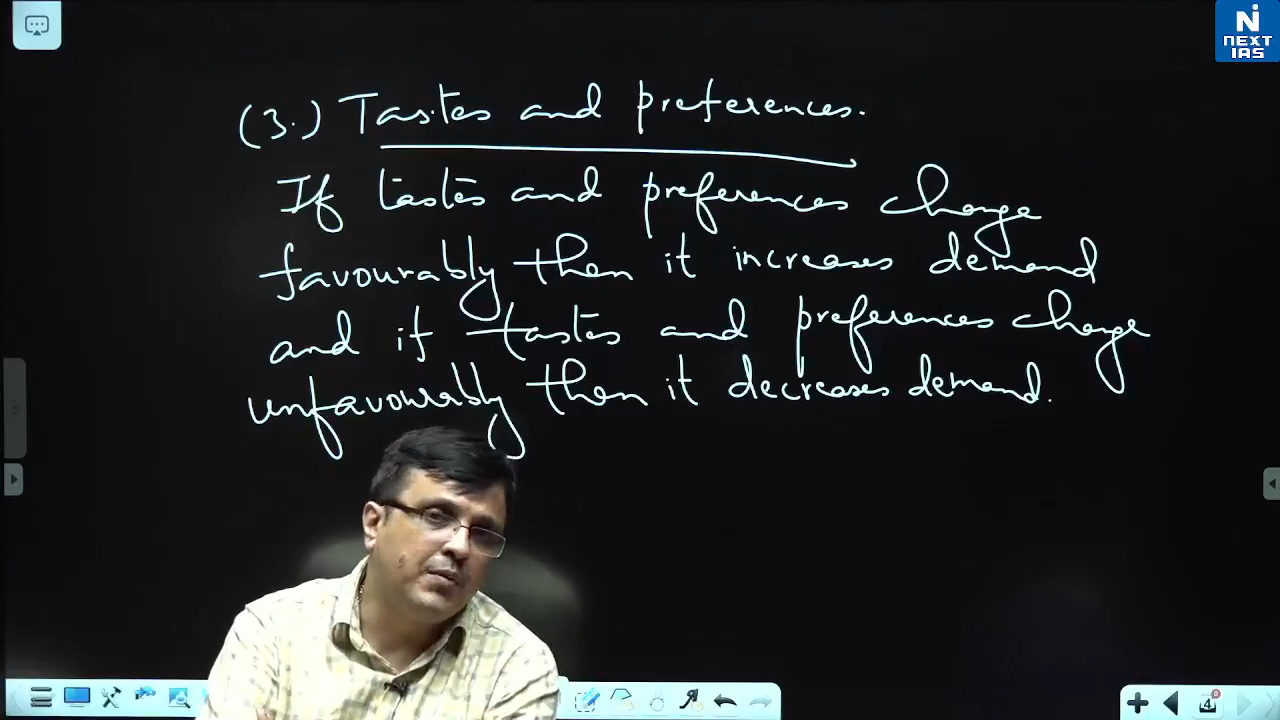 NEXT IAS
(3.) Tastes and preferences.
If tastes and preferences change
favourably then it increases demand
and if tastes and preferences change
unfavourably then it decreases demand.
4